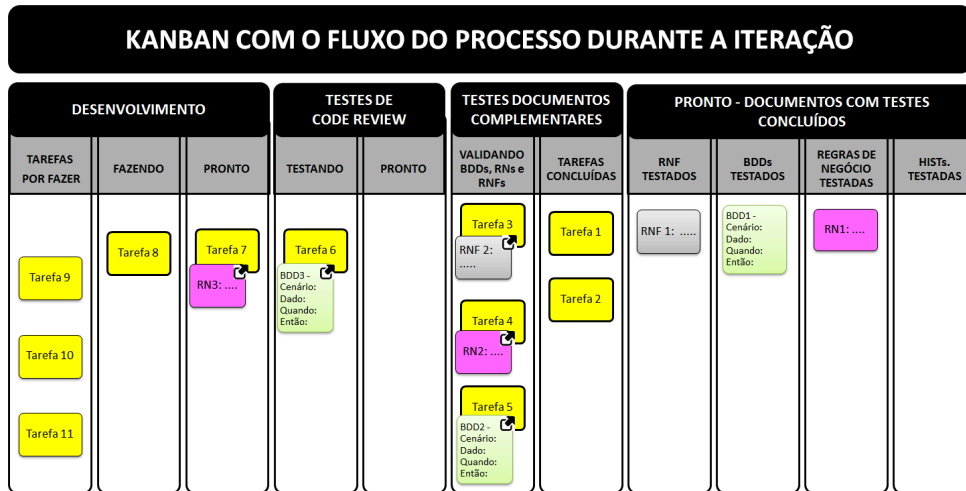 KANBAN COM O FLUXO DO PROCESSO DURANTE A ITERAÇÃO
DESENVOLVIMENTO
TESTES DE
CODE REVIEW
TESTES DOCUMENTOS
COMPLEMENTARES
PRONTO - DOCUMENTOS COM TESTES
CONCLUÍDOS
TAREFAS
POR FAZER
FAZENDO
PRONTO
TESTANDO
PRONTO
VALIDANDO
BDDs, RNs e
RNFs
TAREFAS
CONCLUÍDAS
RNF
TESTADOS
BDDs
TESTADOS
REGRAS DE
NEGÓCIO
TESTADAS
HISTs.
TESTADAS
Tarefa 9
Tarefa 10
Tarefa 11
Tarefa 8
Tarefa 7
RN3: ....
Tarefa 6
BDD3 -
Cenário:
Dado:
Quando:
Então:
Tarefa 3
RNF 2:
.....
Tarefa 4
RN2: ....
Tarefa 5
BDD2 -
Cenário:
Dado:
Quando:
Então:
Tarefa 1
Tarefa 2
RNF 1: .....
BDD1 -
Cenário:
Dado:
Quando:
Então:
RN1: ....